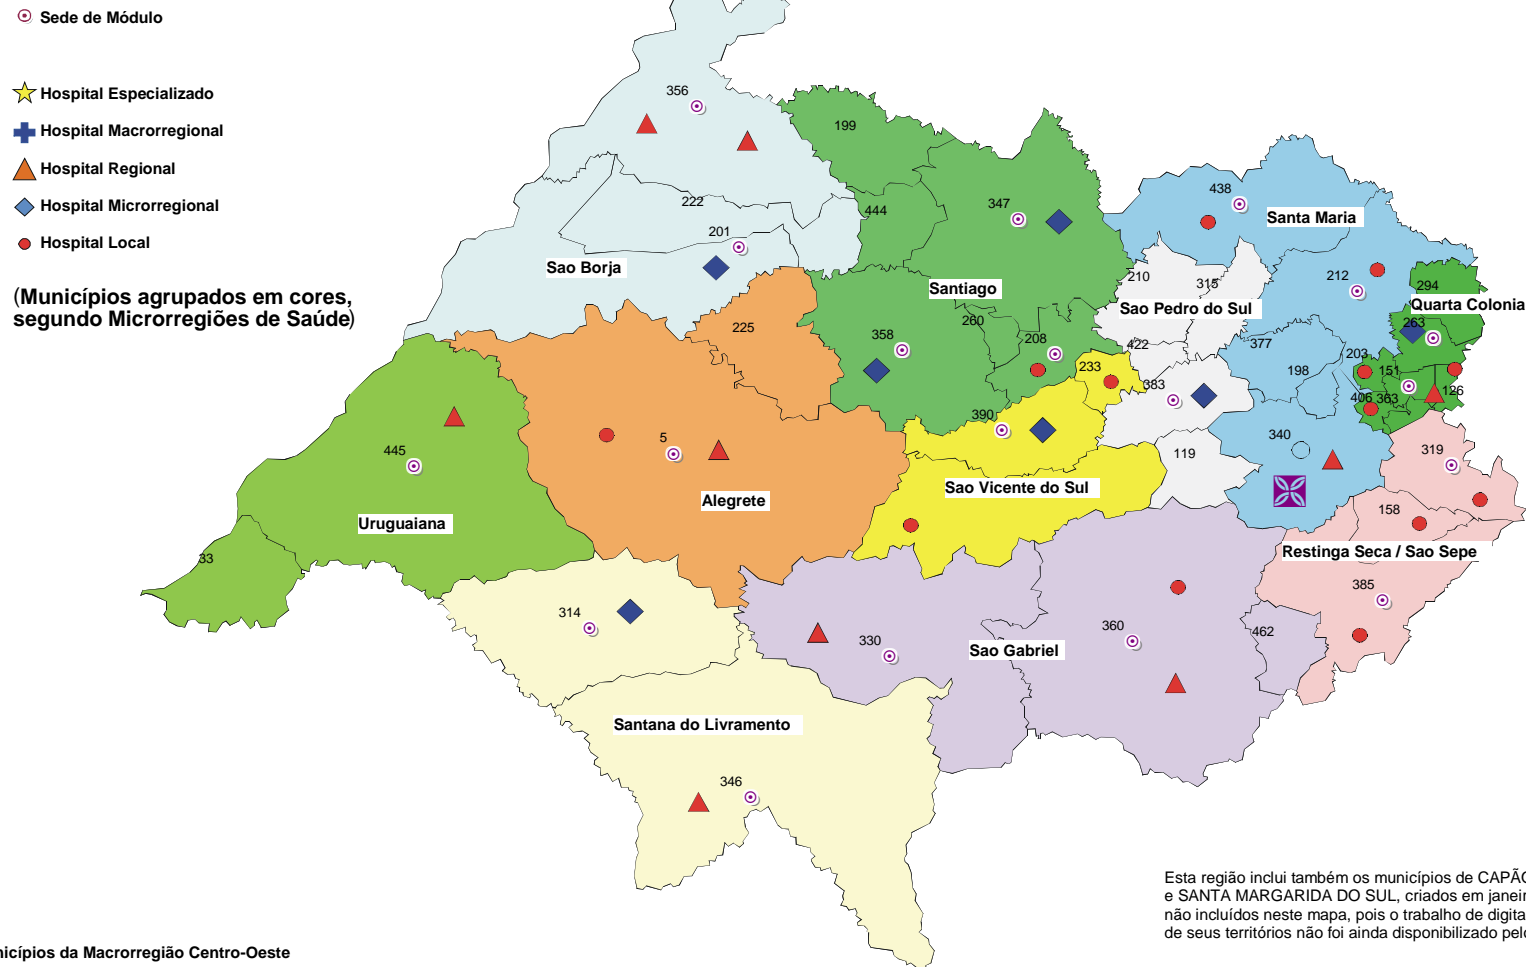 Sede de Módulo
Hospital Especializado
Hospital Macrorregional
Hospital Regional
Hospital Microrregional
Hospital Local
(Municípios agrupados em cores,
segundo Microrregiões de Saúde)
356
199
222
444
347
201
Sao Borja
438
Santa Maria
210
315
212
294
Sao Pedro do Sul
Quarta Colonia
Santiago
225
358
260
208
263
422
377
203
233
383
198
151
126
406
363
390
5
445
340
119
319
Sao Vicente do Sul
Alegrete
Uruguaiana
158
Restinga Seca / Sao Sepe
33
385
314
330
360
462
Sao Gabriel
Santana do Livramento
346
Esta região inclui também os municípios de CAPÃ
e SANTA MARGARIDA DO SUL, criados em janei
não incluídos neste mapa, pois o trabalho de digita
de seus territórios não foi ainda disponibilizado pel
nicípios da Macrorregião Centro-Oeste